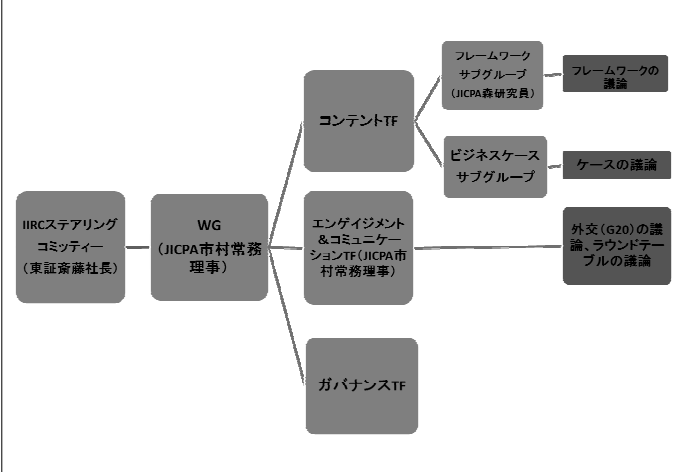 IIRCステアリング
コミッティー
(東証斎藤社長)
WG
(JICPA市村常務
理事)
コンテントTF
エンゲイジメント
&コミュニケー
ションTF(JICPA市
村常務理事)
ガバナンスTF
フレームワーク
サブグループ
(JICPA森研究員)
ビジネスケース
サブグループ
フレームワークの
議論
ケースの議論
外交(G20)の議
論、ラウンドテー
ブルの議論